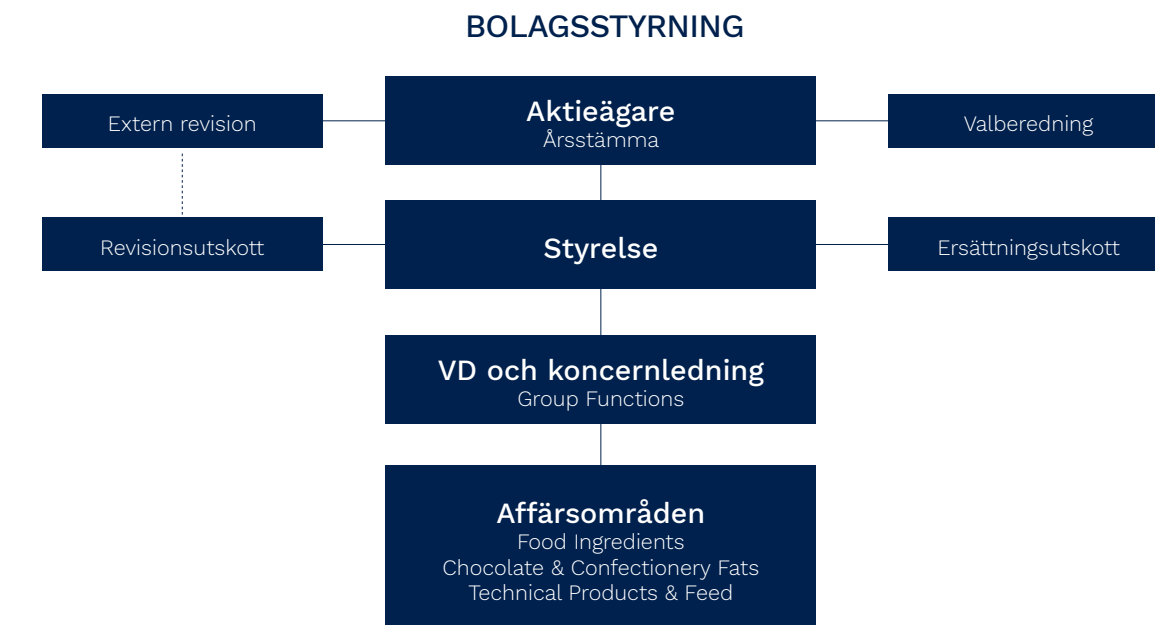 BOLAGSSTYRNING
Extern revision
Aktieägare
Årsstämma
Valberedning
Revisionsutskott
Styrelse
Ersättningsutskott
VD och koncernledning
Group Functions
Affärsområden
Food Ingredients
Chocolate & Confectionery Fats
Technical Products & Feed